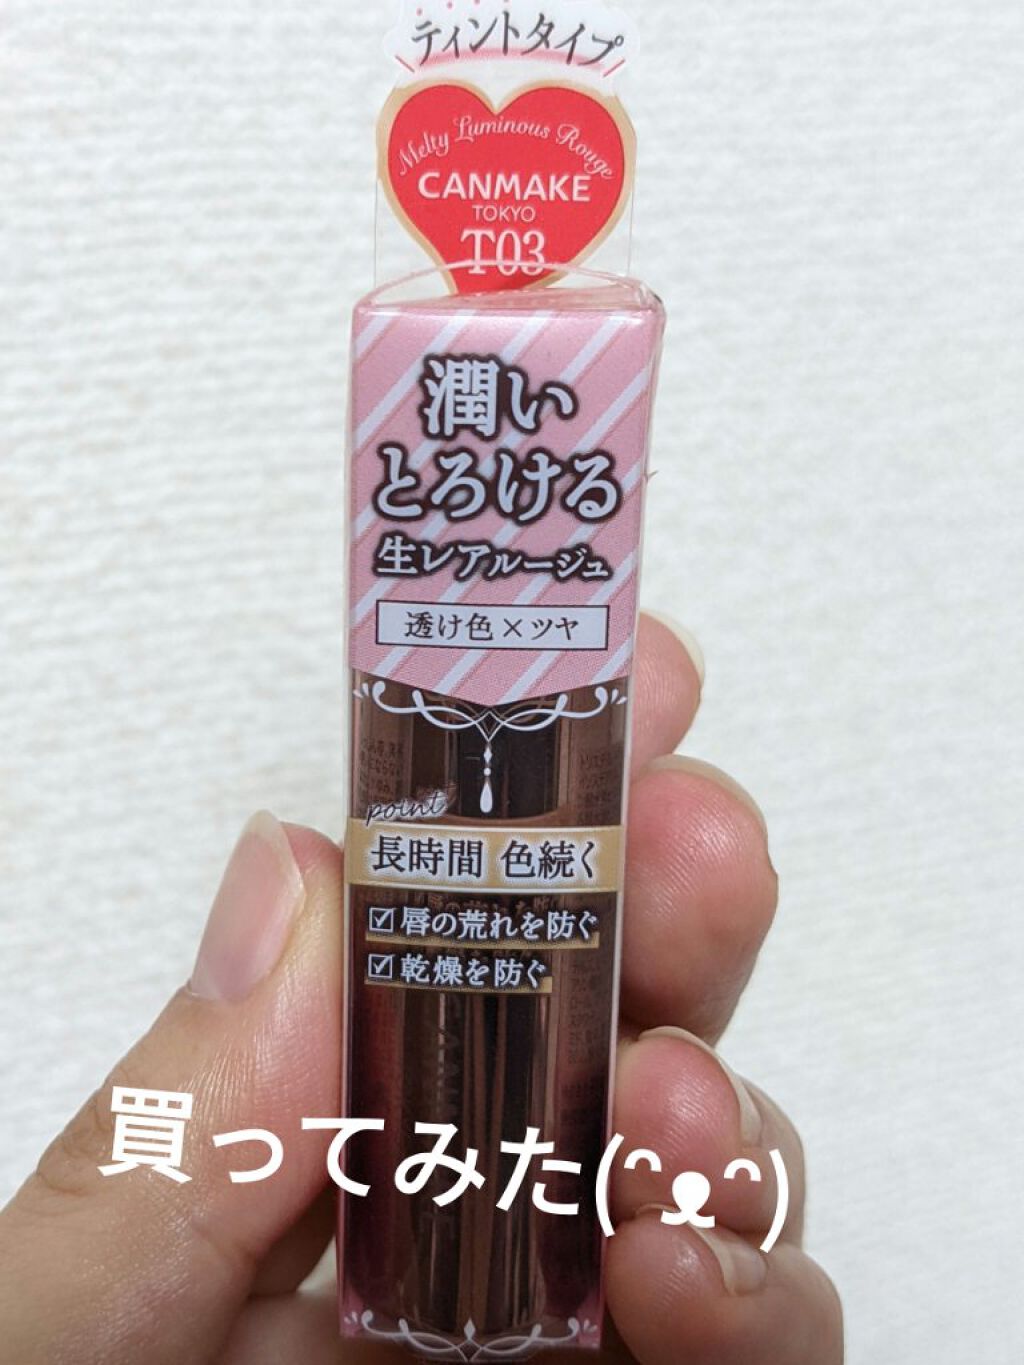 ティントタイプ
Melty Luminous Rouge
CANMAKE
TOKYO
T03
潤い
とろける
生レアルージュ
透け色×ツヤ
point
長時間 色続く
☑唇の荒れを防ぐ
☑乾燥を防ぐ
買ってみた(ᵔᴥᵔ)